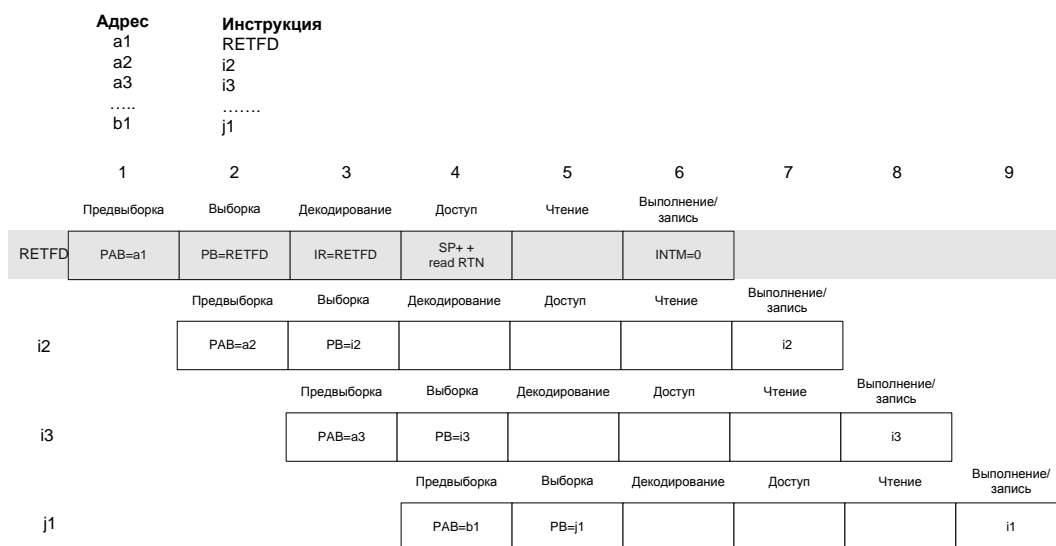 Адрес Инструкция
a1 RETFD
a2 i2
a3 i3
..... .......
b1 j1
1 2 3 4 5 6 7 8 9
Предвыборка Выборка Декодирование Доступ Чтение Выполнение/
запись
RETFD PAB=a1 PB=RETFD IR=RETFD SP+ +
read RTN INTM=0
Предвыборка Выборка Декодирование Доступ Чтение Выполнение/
запись
i2 PAB=a2 PB=i2 i2
Предвыборка Выборка Декодирование Доступ Чтение Выполнение/
запись
i3 PAB=a3 PB=i3 i3
Предвыборка Выборка Декодирование Доступ Чтение Выполнение/
запись
j1 PAB=b1 PB=j1 i1